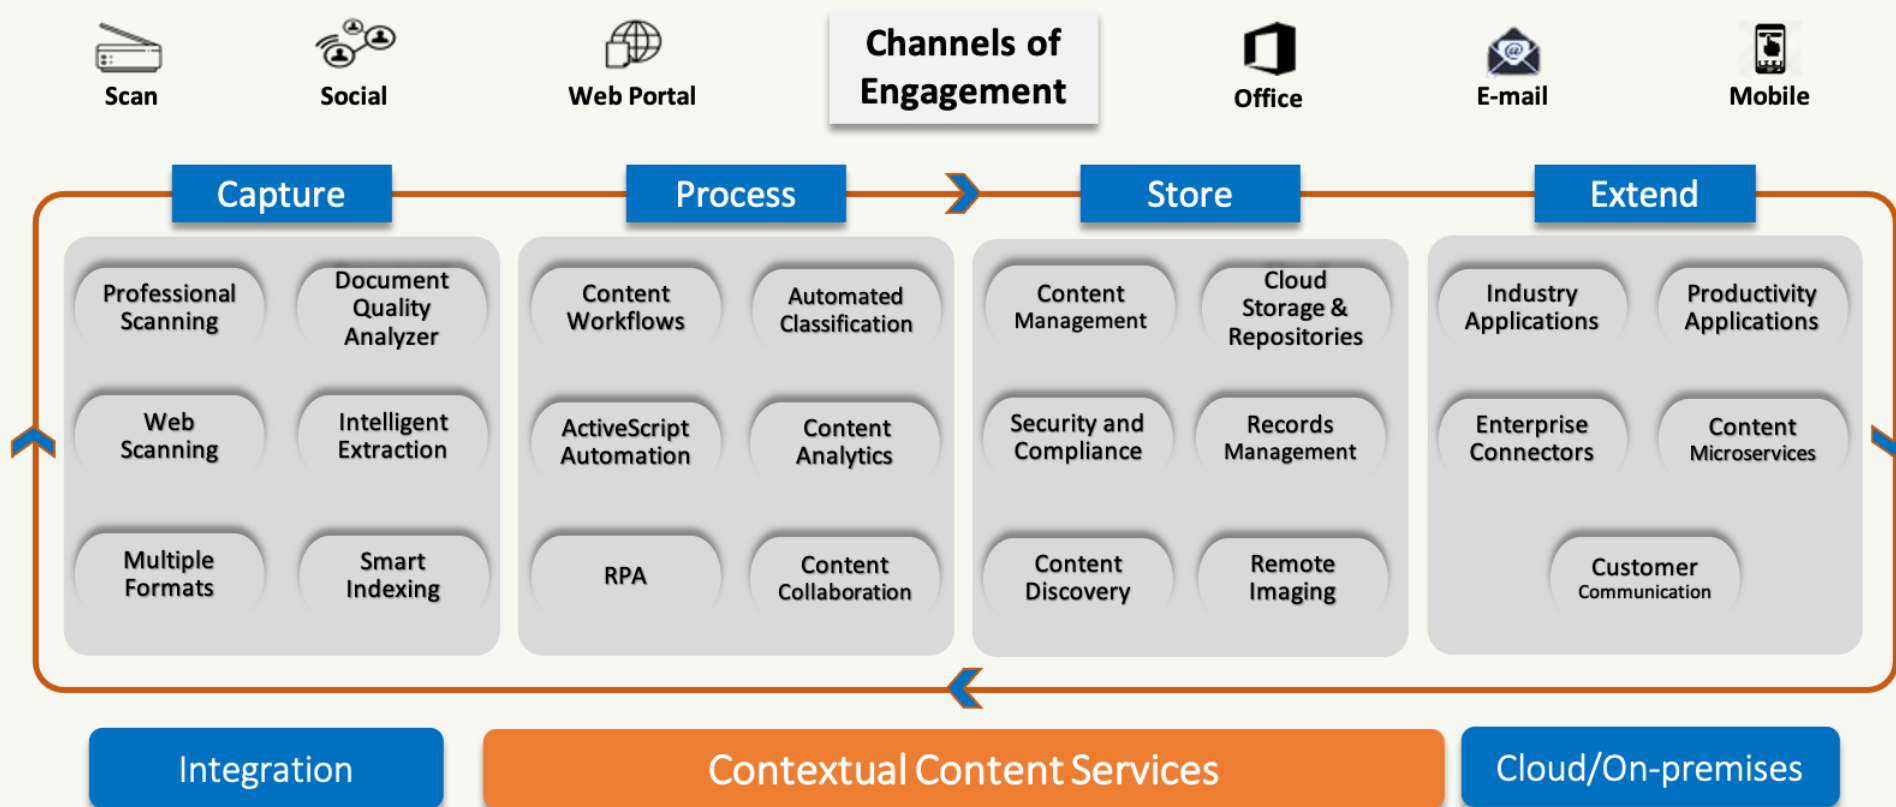 Channels of
Engagement
Scan
Social
Web Portal
Office
E-mail
Mobile
Capture
Process
Store
Extend
Professional
Scanning
Document
Quality
Analyzer
Web
Scanning
Intelligent
Extraction
Multiple
Formats
Smart
Indexing
Content
Workflows
Automated
Classification
ActiveScript
Automation
Content
Analytics
RPA
Content
Collaboration
Content
Management
Cloud
Storage &
Repositories
Security and
Compliance
Records
Management
Content
Discovery
Remote
Imaging
Industry
Applications
Productivity
Applications
Enterprise
Connectors
Content
Microservices
Customer
Communication
Integration
Contextual Content Services
Cloud/On-premises